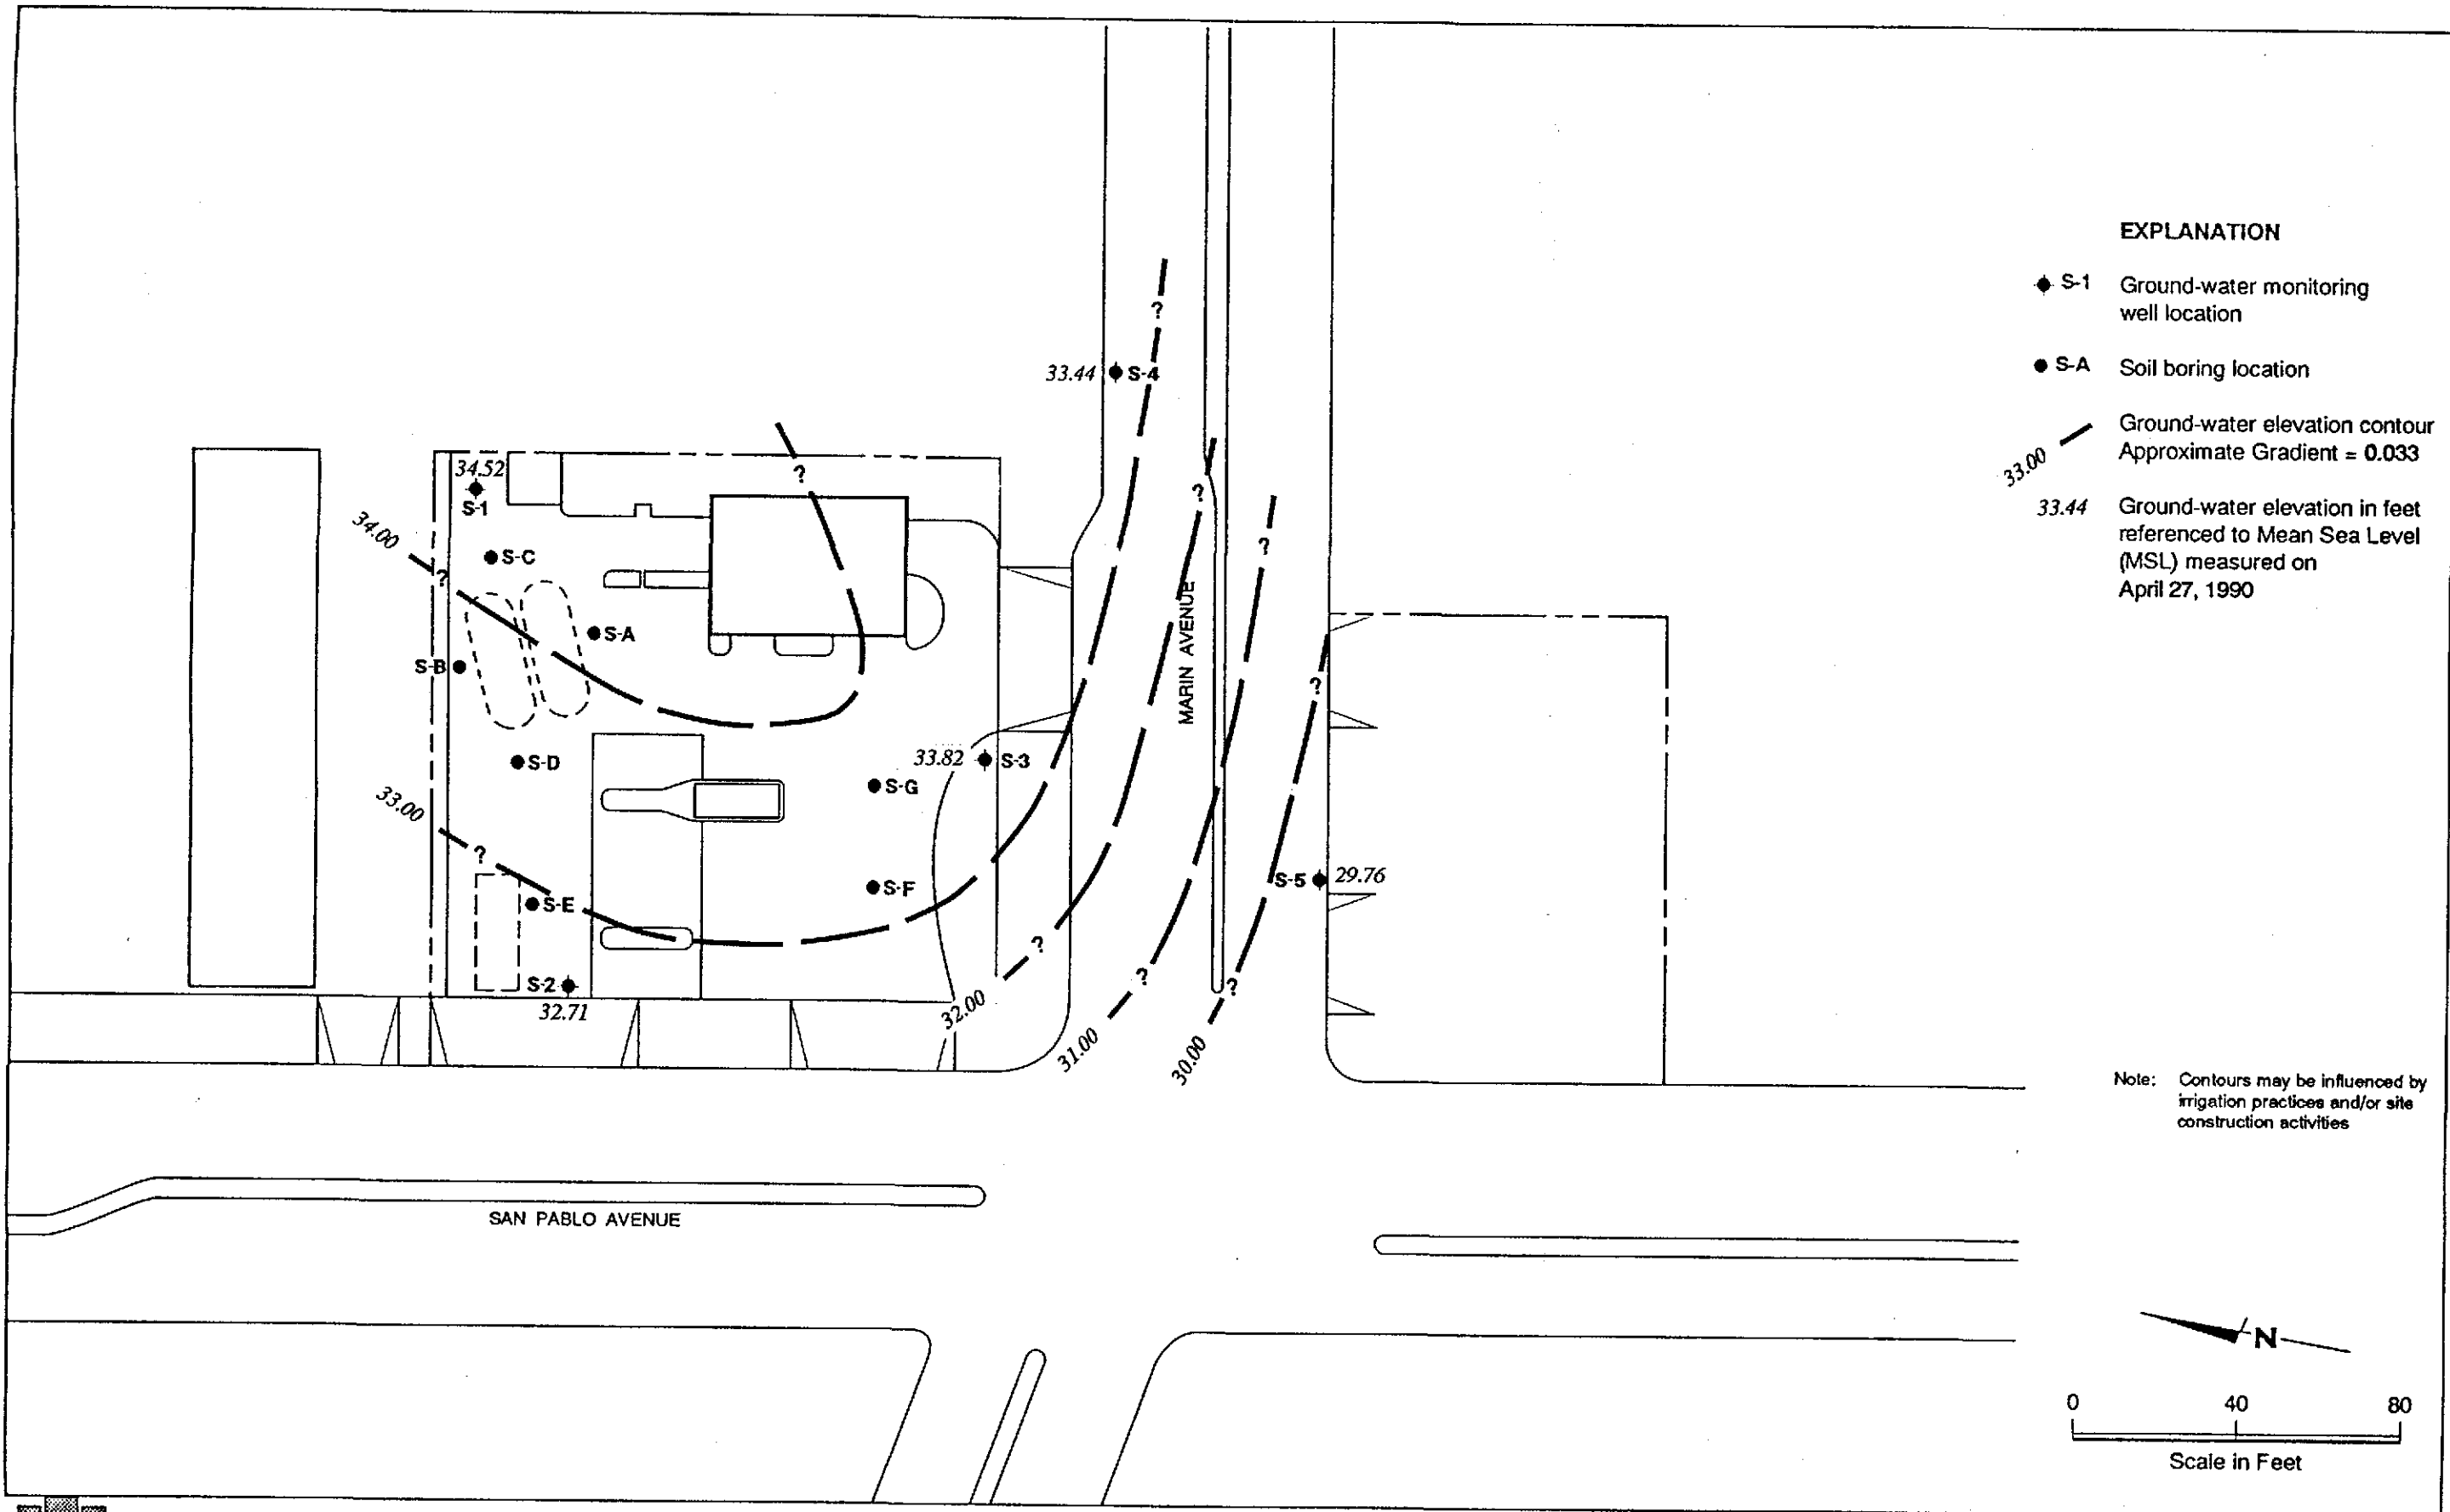 EXPLANATION
S-1 Ground-water monitoring
well location
S-A Soil boring location
33.00 Ground-water elevation contour
Approximate Gradient = 0.033
33.44 Ground-water elevation in feet
referenced to Mean Sea Level
(MSL) measured on
April 27, 1990
?
33.44 S-4
?
34.52
S-1
?
34.00
S-C
?
?
S-A
MARIN AVENUE
S-B
?
33.82 S-3
S-D
S-G
33.00
?
S-F
S-5 29.76
S-E
?
?
?
S-2
32.71
32.00
31.00
30.00
Note: Contours may be influenced by
irrigation practices and/or site
construction activities
SAN PABLO AVENUE
N
0 40 80
Scale in Feet